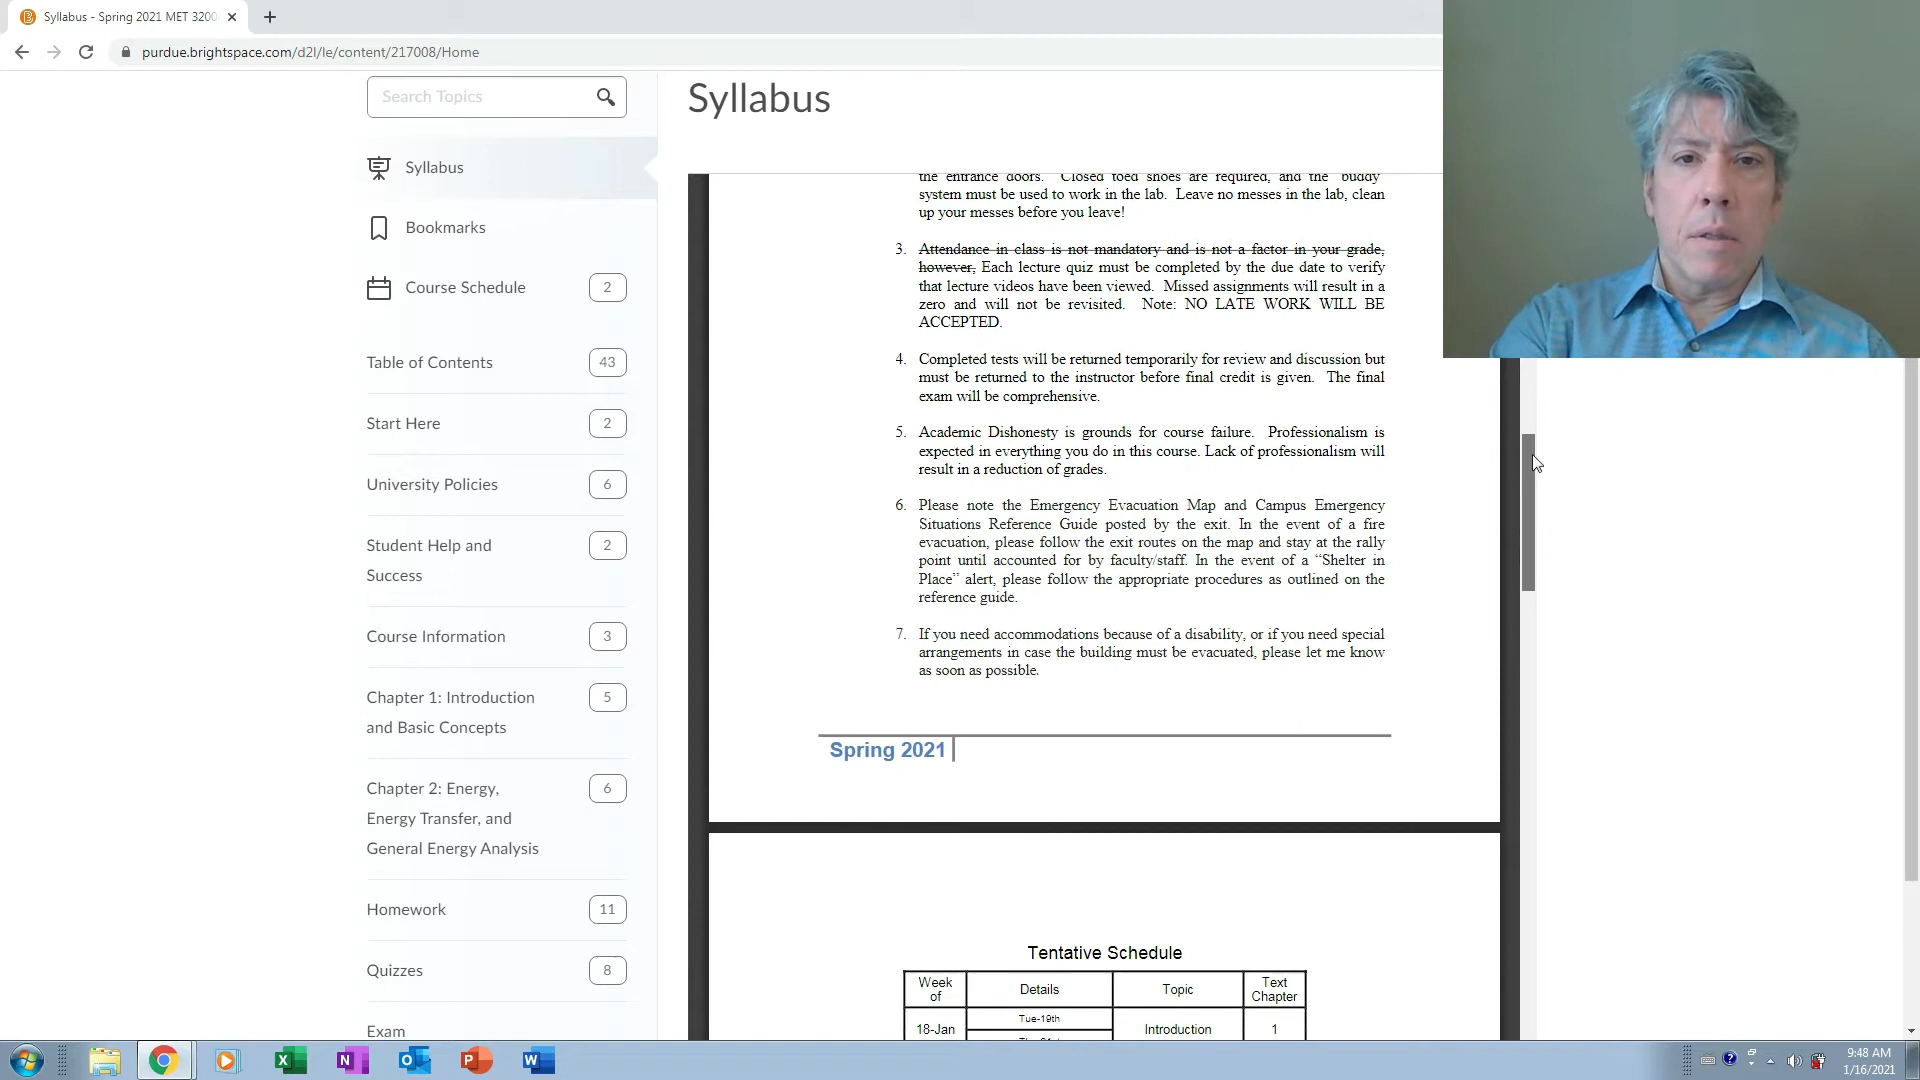 Syllabus - Spring 2021 MET 3200
purdue.brightspace.com/d2l/le/content/217008/Home
Search Topics
Syllabus
Bookmarks
Course Schedule 2
Table of Contents 43
Start Here 2
University Policies 6
Student Help and 2
Success
Course Information 3
Chapter 1: Introduction 5
and Basic Concepts
Chapter 2: Energy, 6
Energy Transfer, and
General Energy Analysis
Homework 11
Quizzes 8
Exam
Syllabus
the entrance doors. Closed toed shoes are required, and the "buddy"
system must be used to work in the lab. Leave no messes in the lab, clean
up your messes before you leave!
3. Attendance in class is not mandatory and is not a factor in your grade,
however, Each lecture quiz must be completed by the due date to verify
that lecture videos have been viewed. Missed assignments will result in a
zero and will not be revisited. Note: NO LATE WORK WILL BE
ACCEPTED.
4. Completed tests will be returned temporarily for review and discussion but
must be returned to the instructor before final credit is given. The final
exam will be comprehensive.
5. Academic Dishonesty is grounds for course failure. Professionalism is
expected in everything you do in this course. Lack of professionalism will
result in a reduction of grades.
6. Please note the Emergency Evacuation Map and Campus Emergency
Situations Reference Guide posted by the exit. In the event of a fire
evacuation, please follow the exit routes on the map and stay at the rally
point until accounted for by faculty/staff. In the event of a “Shelter in
Place” alert, please follow the appropriate procedures as outlined on the
reference guide.
7. If you need accommodations because of a disability, or if you need special
arrangements in case the building must be evacuated, please let me know
as soon as possible.
Spring 2021
Tentative Schedule
Week of Details Topic Text Chapter
Tue-19th
18-Jan Introduction 1
9:48 AM
1/16/2021